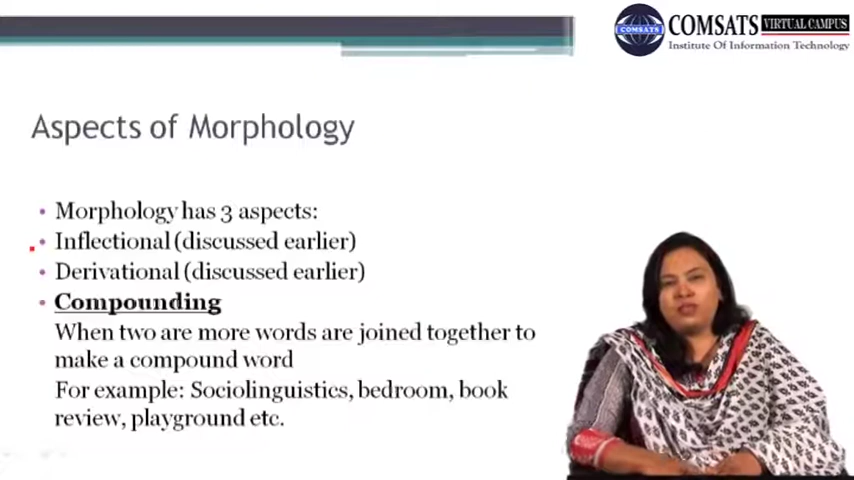 COMSATS
COMSATS VIRTUAL CAMPUS
Institute Of Information Technology
Aspects of Morphology
• Morphology has 3 aspects:
• Inflectional (discussed earlier)
• Derivational (discussed earlier)
• Compounding
When two are more words are joined together to
make a compound word
For example: Sociolinguistics, bedroom, book
review, playground etc.